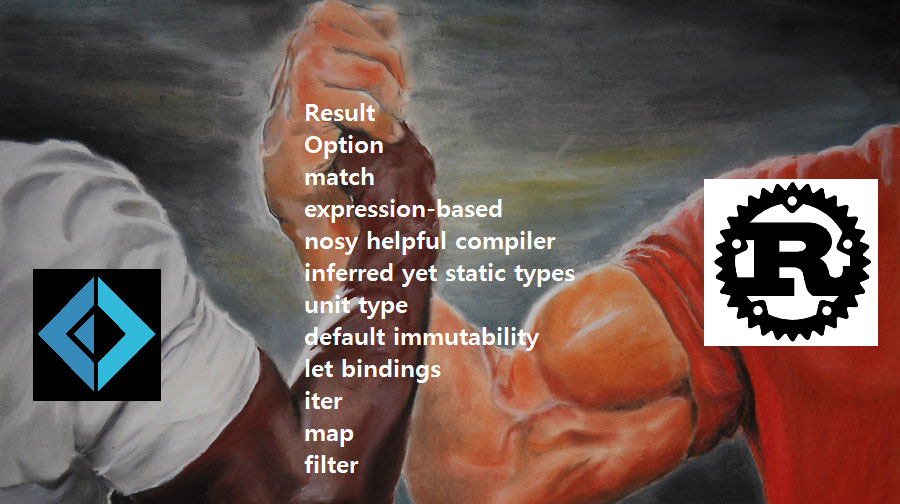 Result
Option
match
expression-based
nosy helpful compiler
inferred yet static types
unit type
default immutability
let bindings
iter
map
filter
R